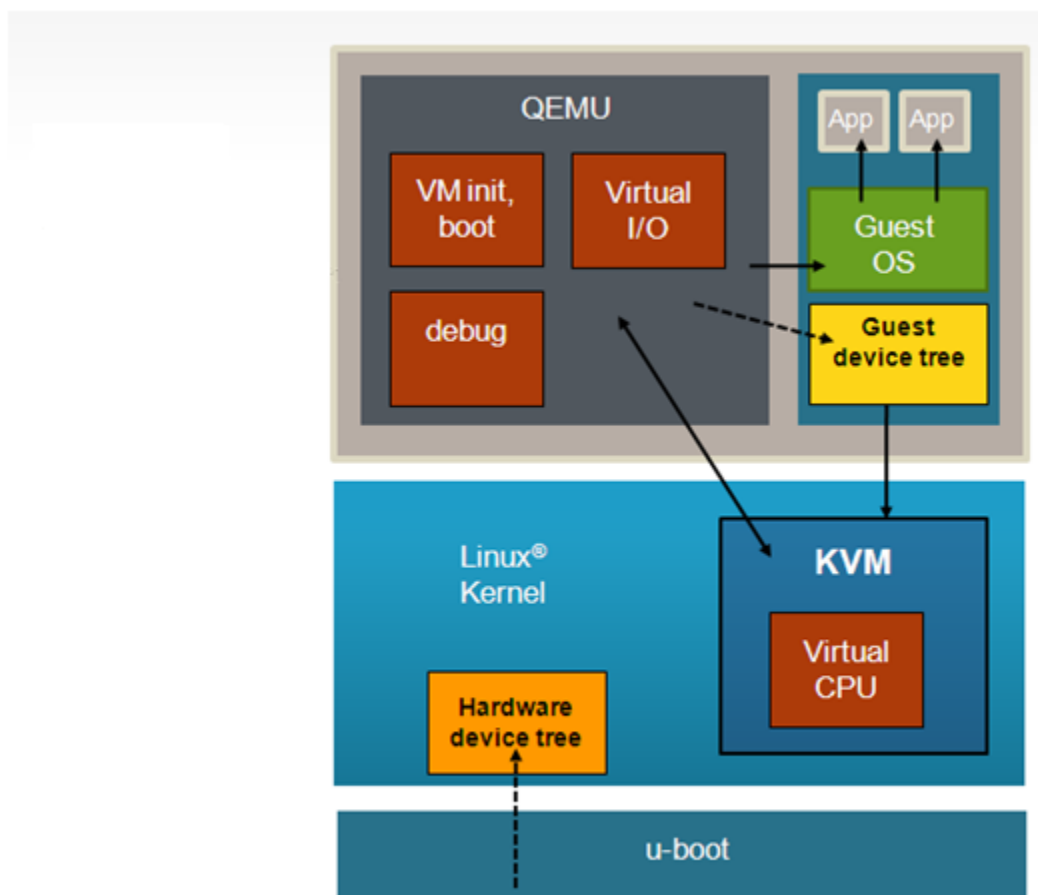 QEMU
VM init,
boot
Virtual
I/O
debug
App
App
Guest
OS
Guest
device tree
Linux®
Kernel
KVM
Virtual
CPU
Hardware
device tree
u-boot